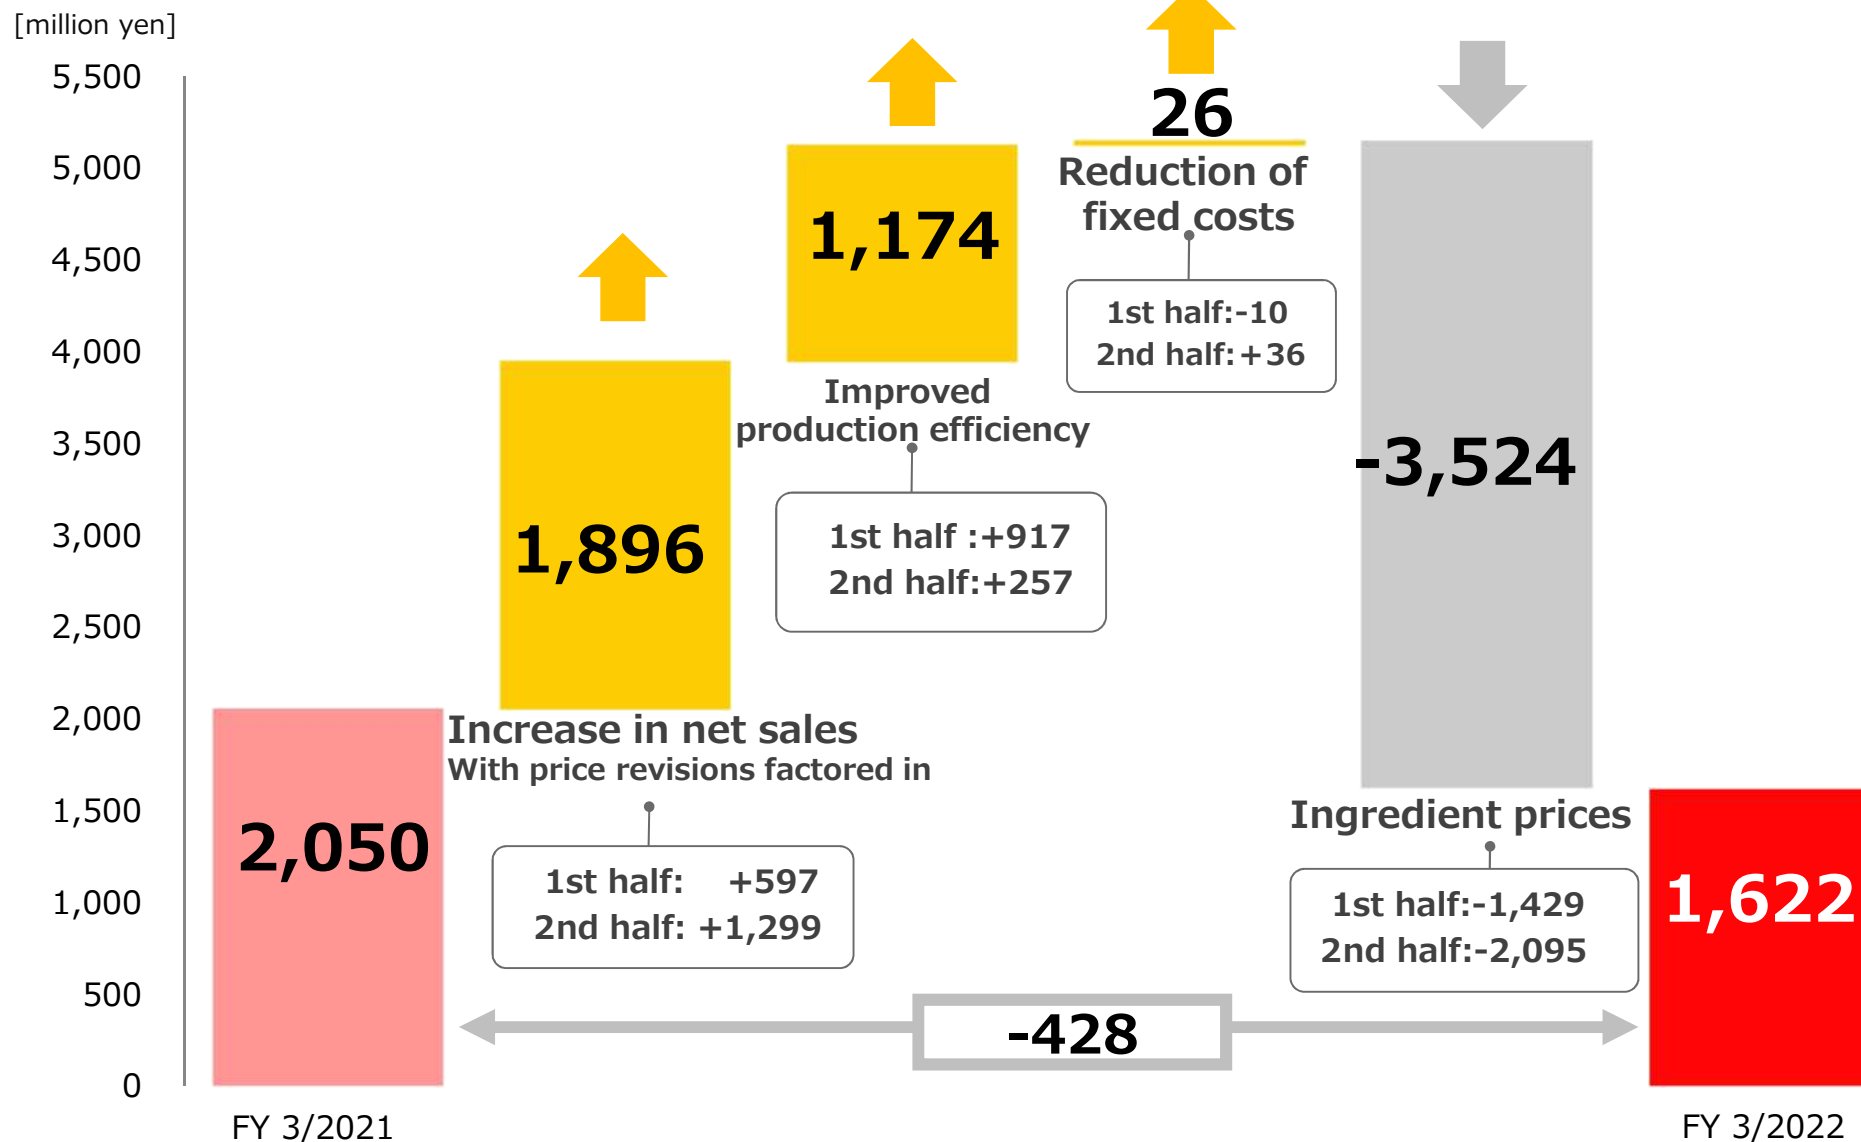 [million yen]
5,500
5,000
4,500
4,000
3,500
3,000
2,500
2,000
1,500
1,000
500
0
2,050
FY 3/2021
1,896
Increase in net sales
With price revisions factored in
1st half: +597
2nd half: +1,299
1,174
Improved
production efficiency
1st half :+917
2nd half:+257
26
Reduction of
fixed costs
1st half:-10
2nd half:+36
-3,524
Ingredient prices
1st half:-1,429
2nd half:-2,095
1,622
FY 3/2022
-428